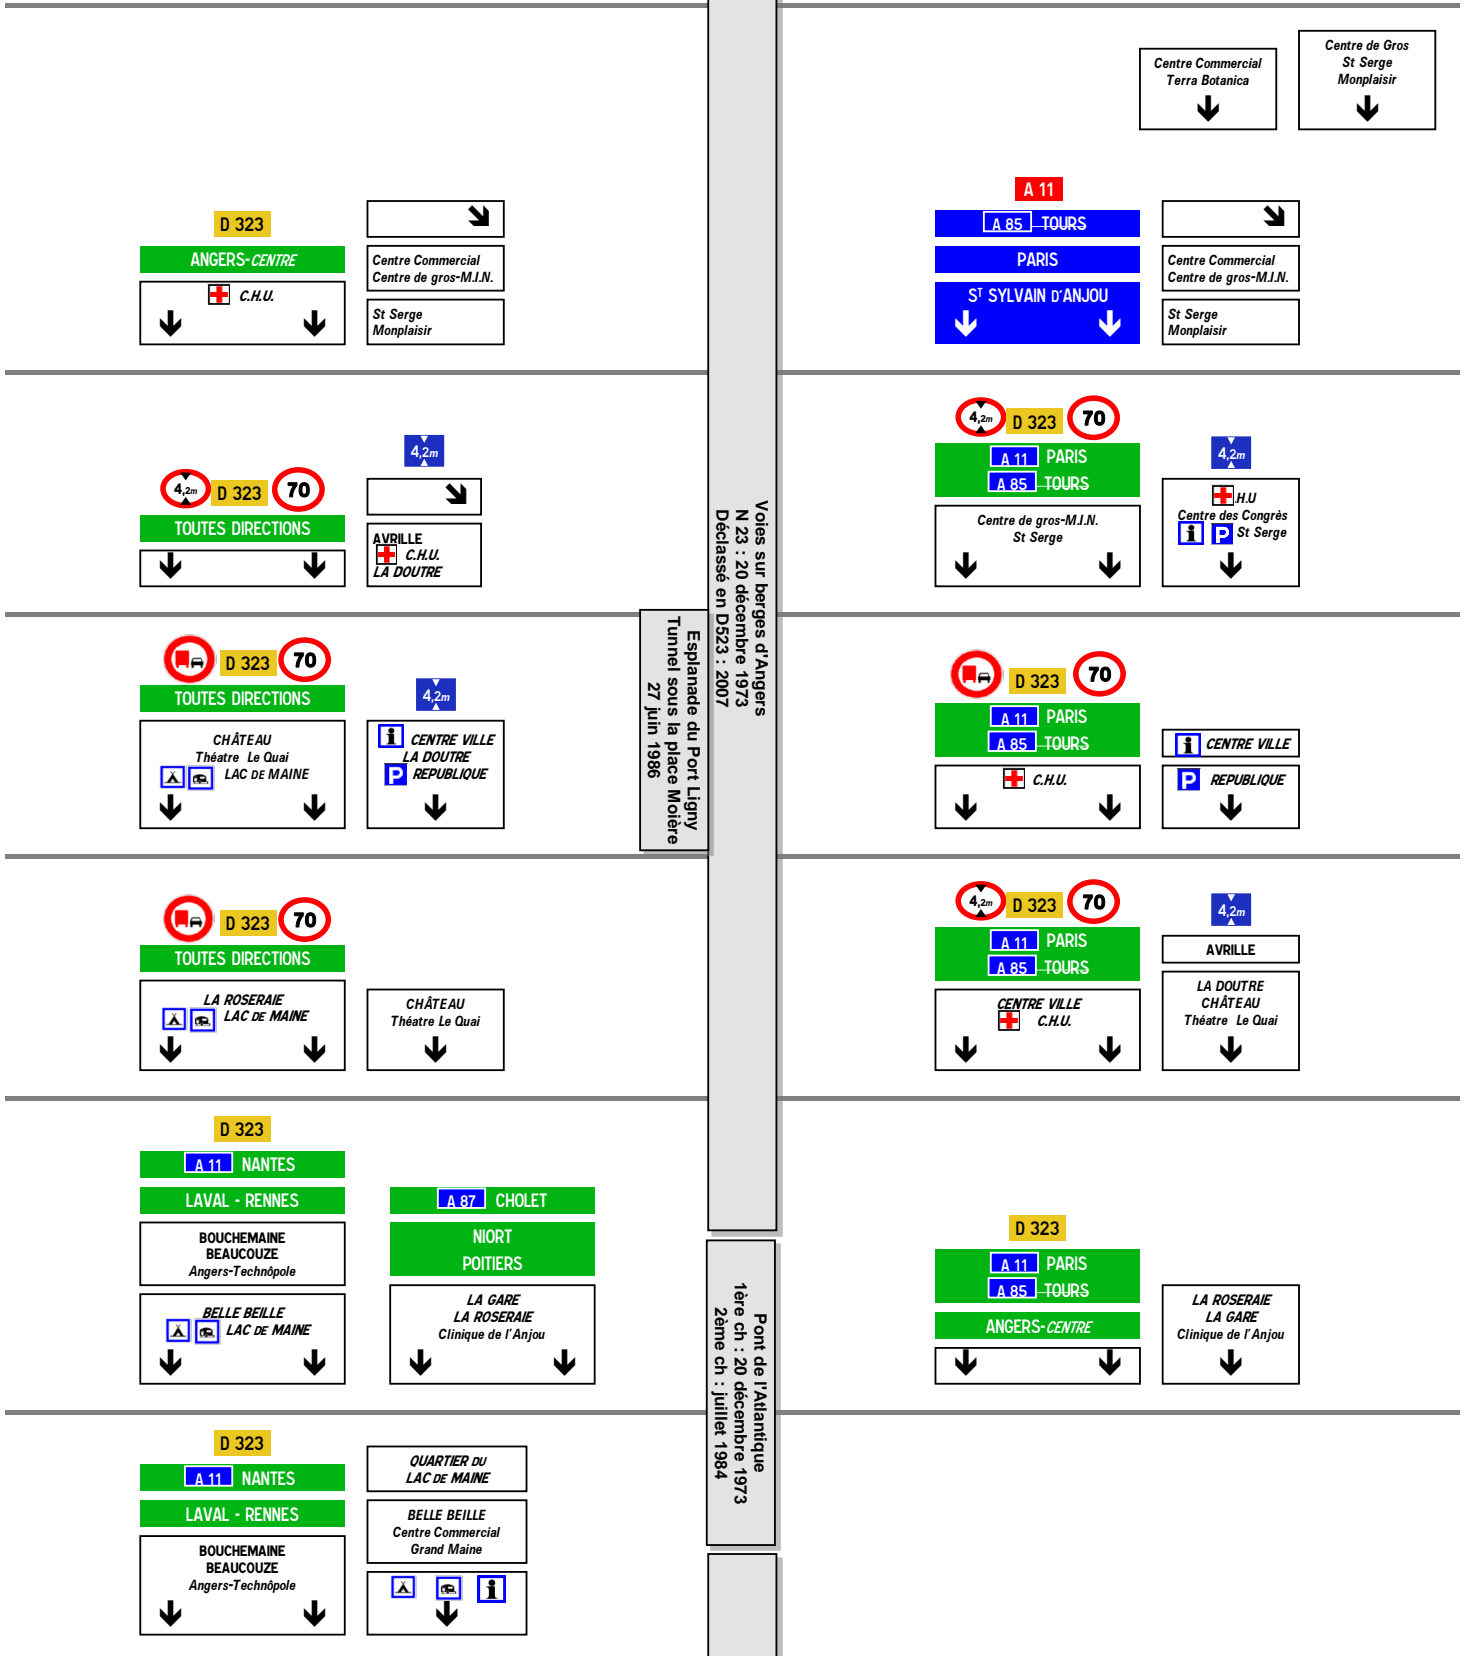 Centre Commercial
Terra Botanica
Centre de Gros
St Serge
Monplaisir
D 323
ANGERS-CENTRE
C.H.U.
Centre Commercial
Centre de gros-M.I.N.
St Serge
Monplaisir
A 11
A 85 TOURS
PARIS
ST SYLVAIN D'ANJOU
Centre Commercial
Centre de gros-M.I.N.
St Serge
Monplaisir
4,2m D 323 70
TOUTES DIRECTIONS
4,2m
AVRILLE
C.H.U.
LA DOUTRE
4,2m D 323 70
A 11 PARIS
A 85 TOURS
Centre de gros-M.I.N.
St Serge
4,2m
.H.U
Centre des Congrès
i P St Serge
Voies sur berges d'Angers
N 23 : 20 décembre 1973
Déclassé en D523 : 2007
D 323 70
TOUTES DIRECTIONS
CHÂTEAU
Théatre Le Quai
LAC DE MAINE
4,2m
i CENTRE VILLE
LA DOUTRE
P REPUBLIQUE
Esplanade du Port Ligny
Tunnel sous la place Moière
27 juin 1986
D 323 70
A 11 PARIS
A 85 TOURS
C.H.U.
i CENTRE VILLE
P REPUBLIQUE
D 323 70
TOUTES DIRECTIONS
LA ROSERAIE
LAC DE MAINE
CHÂTEAU
Théatre Le Quai
4,2m D 323 70
A 11 PARIS
A 85 TOURS
CENTRE VILLE
C.H.U.
4,2m
AVRILLE
LA DOUTRE
CHÂTEAU
Théatre Le Quai
D 323
A 11 NANTES
LAVAL - RENNES
BOUCHEMAINE
BEAUCOUZE
Angers-Technôpole
BELLE BEILLE
LAC DE MAINE
A 87 CHOLET
NIORT
POITIERS
LA GARE
LA ROSERAIE
Clinique de l'Anjou
Pont de l'Atlantique
1ère ch : 20 décembre 1973
2ème ch : juillet 1984
D 323
A 11 PARIS
A 85 TOURS
ANGERS-CENTRE
LA ROSERAIE
LA GARE
Clinique de l'Anjou
D 323
A 11 NANTES
LAVAL - RENNES
BOUCHEMAINE
BEAUCOUZE
Angers-Technôpole
QUARTIER DU
LAC DE MAINE
BELLE BEILLE
Centre Commercial
Grand Maine
i